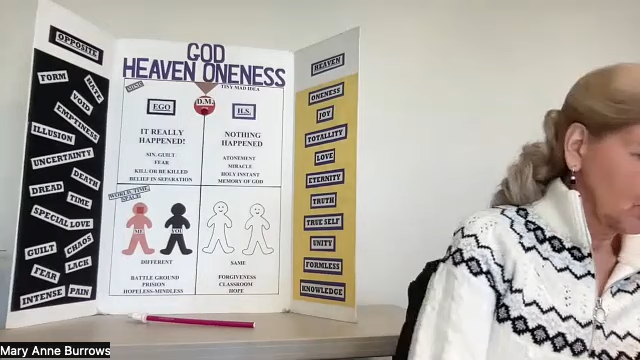 OPPOSITE
FORM
HATE
VOID
EMPTINESS
ILLUSION
UNCERTAINTY
DEATH
DREAD
TIME
SPECIAL LOVE
GUILT
CHAOS
FEAR
LACK
INTENSE PAIN
GOD
HEAVEN ONENESS
TINY MAD IDEA
EGO
D.M.
H.S.
IT REALLY
HAPPENED!
SIN, GUILT
FEAR
KILL OR BE KILLED
BELIEF IN SEPARATION
NOTHING
HAPPENED
ATONEMENT
MIRACLE
HOLY INSTANT
MEMORY OF GOD
WORLD, TIME,
SPACE
ME
YOU
DIFFERENT
BATTLE GROUND
PRISION
HOPELESS-MINDLESS
SAME
FORGIVENESS
CLASSROOM
HOPE
HEAVEN
ONENESS
JOY
TOTALLITY
LOVE
ETERNITY
TRUTH
TRUE SELF
UNITY
FORMLESS
KNOWLEDGE
Mary Anne Burrows